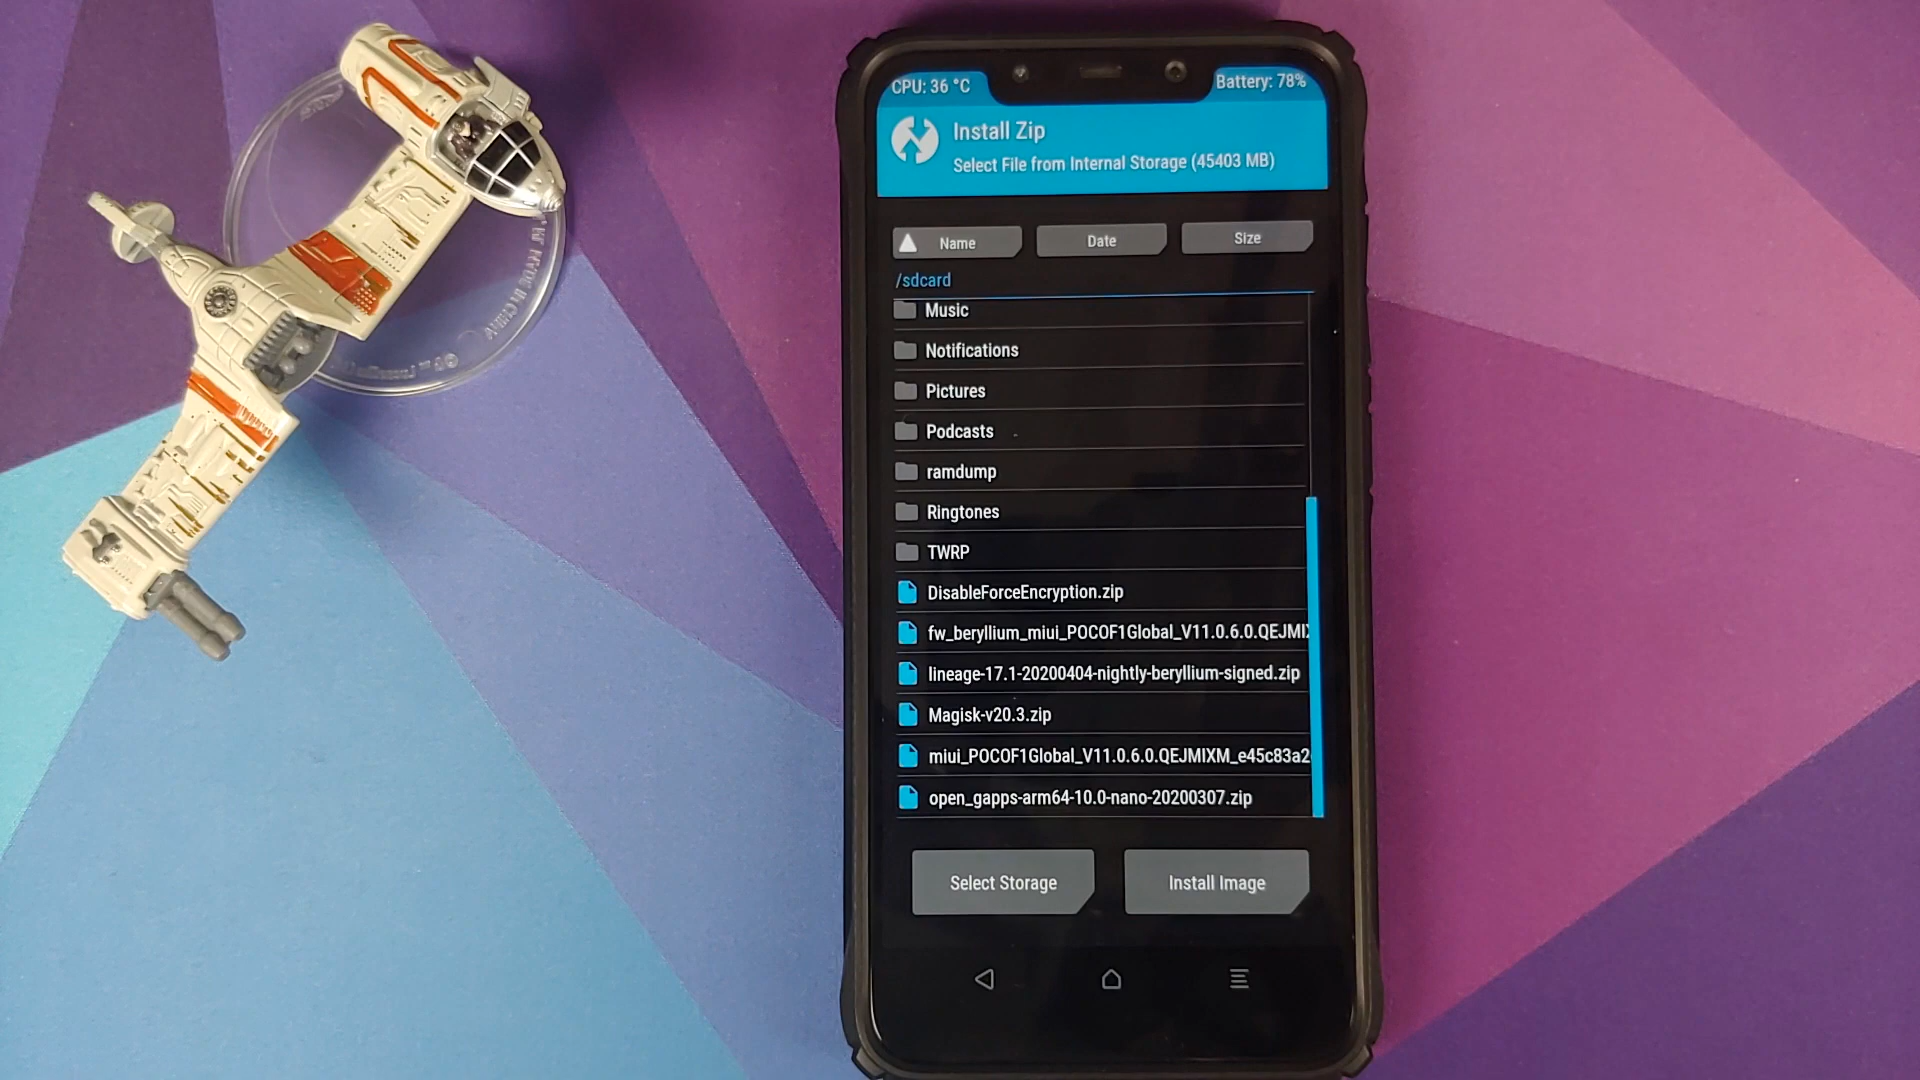 CPU: 36 °C
Battery: 78%
Install Zip
Select File from Internal Storage (45403 MB)
Name
Date
Size
/sdcard
Music
Notifications
Pictures
Podcasts
ramdump
Ringtones
TWRP
DisableForceEncryption.zip
fw_beryllium_miui_POCOF1Global_V11.0.6.0.QEJMI
lineage-17.1-20200404-nightly-beryllium-signed.zip
Magisk-v20.3.zip
miui_POCOF1Global_V11.0.6.0.QEJMIXM_e45c83a2
open_gapps-arm64-10.0-nano-20200307.zip
Select Storage
Install Image